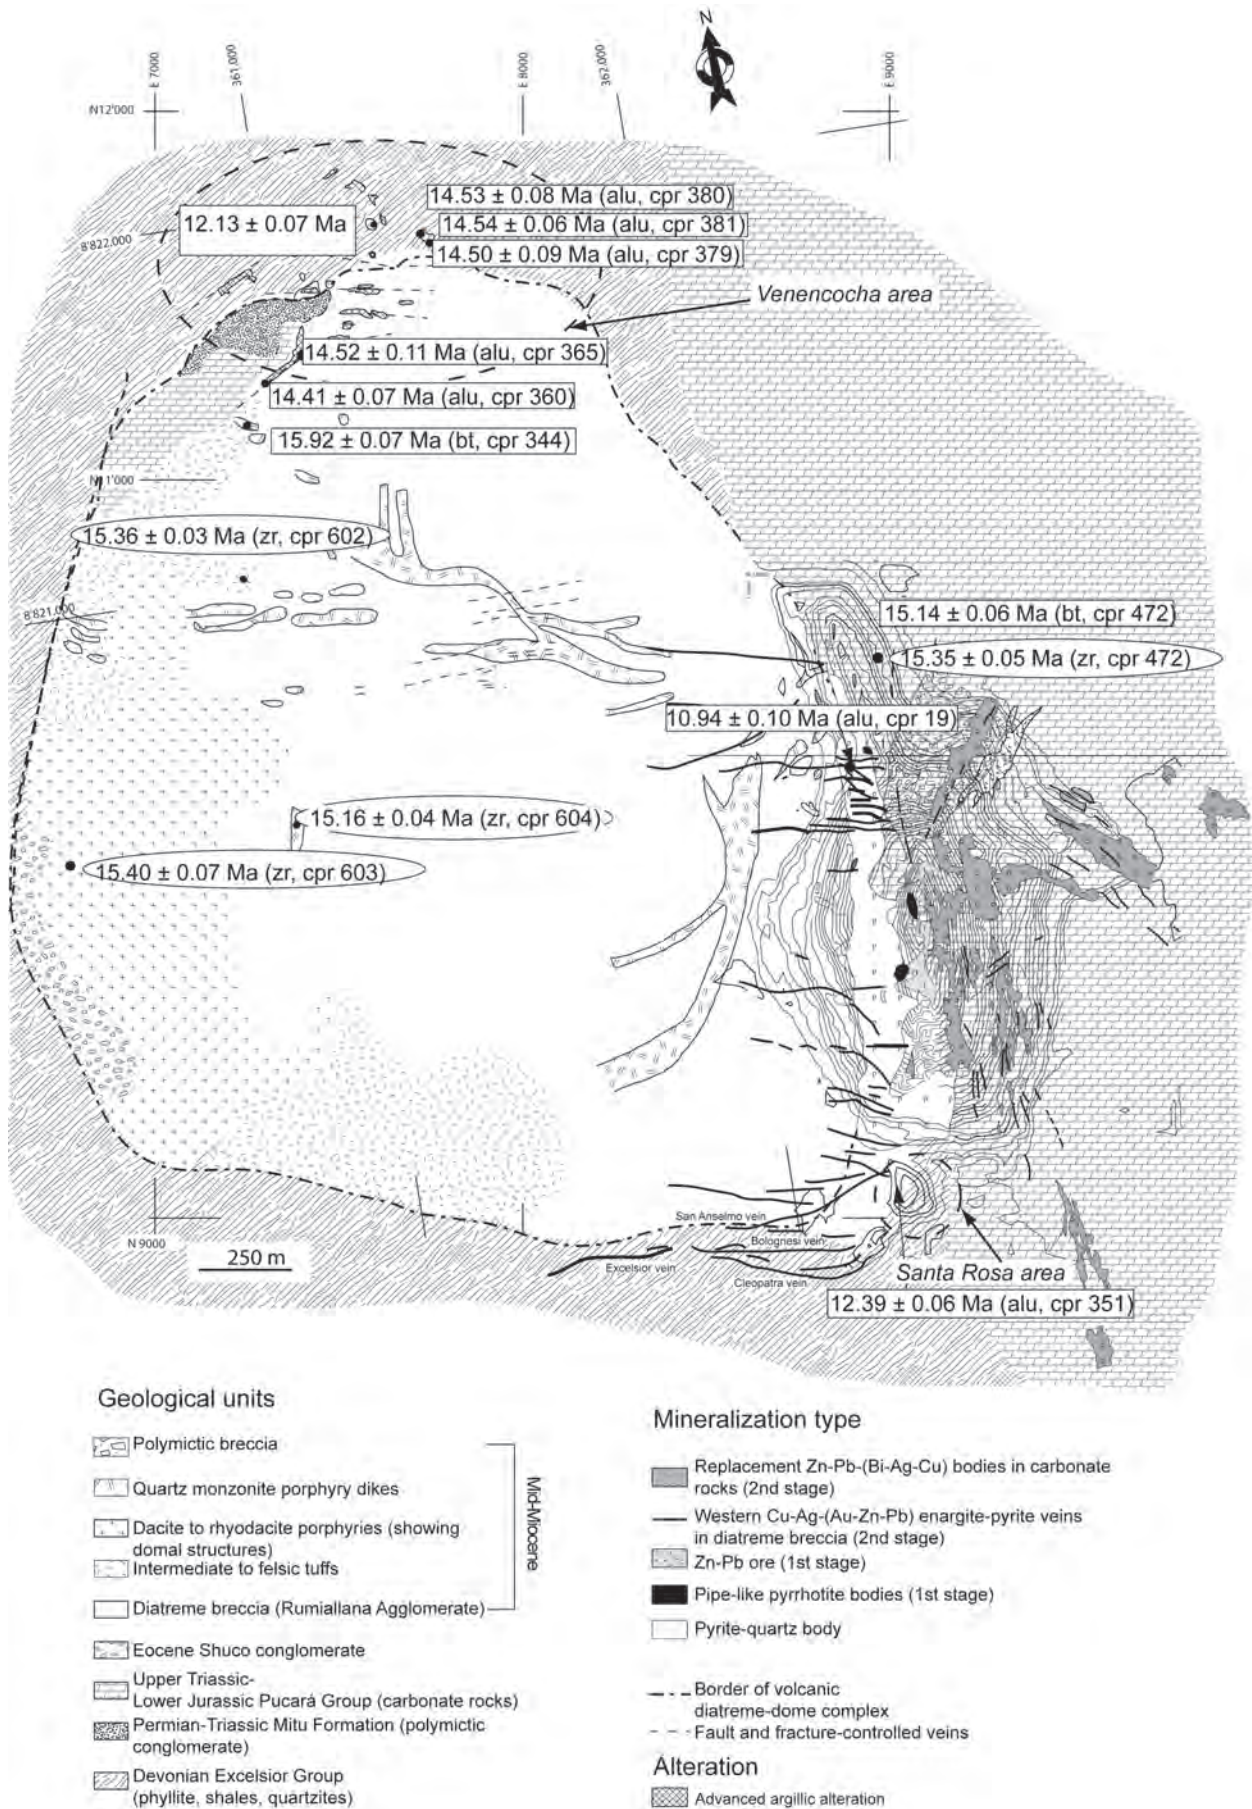 N
E 7000
361.000
E 8000
362.000
E 9000
N12'000
14.53 ± 0.08 Ma (alu, cpr 380)
12.13 ± 0.07 Ma
14.54 ± 0.06 Ma (alu, cpr 381)
8'822.000
14.50 ± 0.09 Ma (alu, cpr 379)
Venencocha area
14.52 ± 0.11 Ma (alu, cpr 365)
14.41 ± 0.07 Ma (alu, cpr 360)
15.92 ± 0.07 Ma (bt, cpr 344)
N11'000
15.36 ± 0.03 Ma (zr, cpr 602)
8'821.000
15.14 ± 0.06 Ma (bt, cpr 472)
15.35 ± 0.05 Ma (zr, cpr 472)
10.94 ± 0.10 Ma (alu, cpr 19)
15.16 ± 0.04 Ma (zr, cpr 604)
15.40 ± 0.07 Ma (zr, cpr 603)
San Anselmo vein
N 9000
Bolognesi vein
250 m
Excelsior vein
Cleopatra vein
Santa Rosa area
12.39 ± 0.06 Ma (alu, cpr 351)
Geological units
Polymictic breccia
Quartz monzonite porphyry dikes
Dacite to rhyodacite porphyries (showing
domal structures)
Intermediate to felsic tuffs
Diatreme breccia (Rumiallana Agglomerate)
Mid-Miocene
Eocene Shuco conglomerate
Upper Triassic-
Lower Jurassic Pucará Group (carbonate rocks)
Permian-Triassic Mitu Formation (polymictic
conglomerate)
Devonian Excelsior Group
(phyllite, shales, quartzites)
Mineralization type
Replacement Zn-Pb-(Bi-Ag-Cu) bodies in carbonate
rocks (2nd stage)
Western Cu-Ag-(Au-Zn-Pb) enargite-pyrite veins
in diatreme breccia (2nd stage)
Zn-Pb ore (1st stage)
Pipe-like pyrrhotite bodies (1st stage)
Pyrite-quartz body
Border of volcanic
diatreme-dome complex
Fault and fracture-controlled veins
Alteration
Advanced argillic alteration